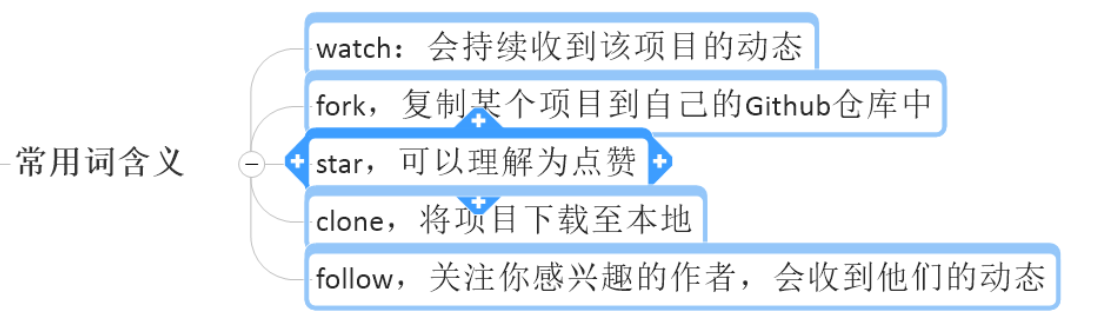 常用词含义
watch：会持续收到该项目的动态
fork，复制某个项目到自己的Github仓库中
star，可以理解为点赞
clone，将项目下载至本地
follow，关注你感兴趣的作者，会收到他们的动态